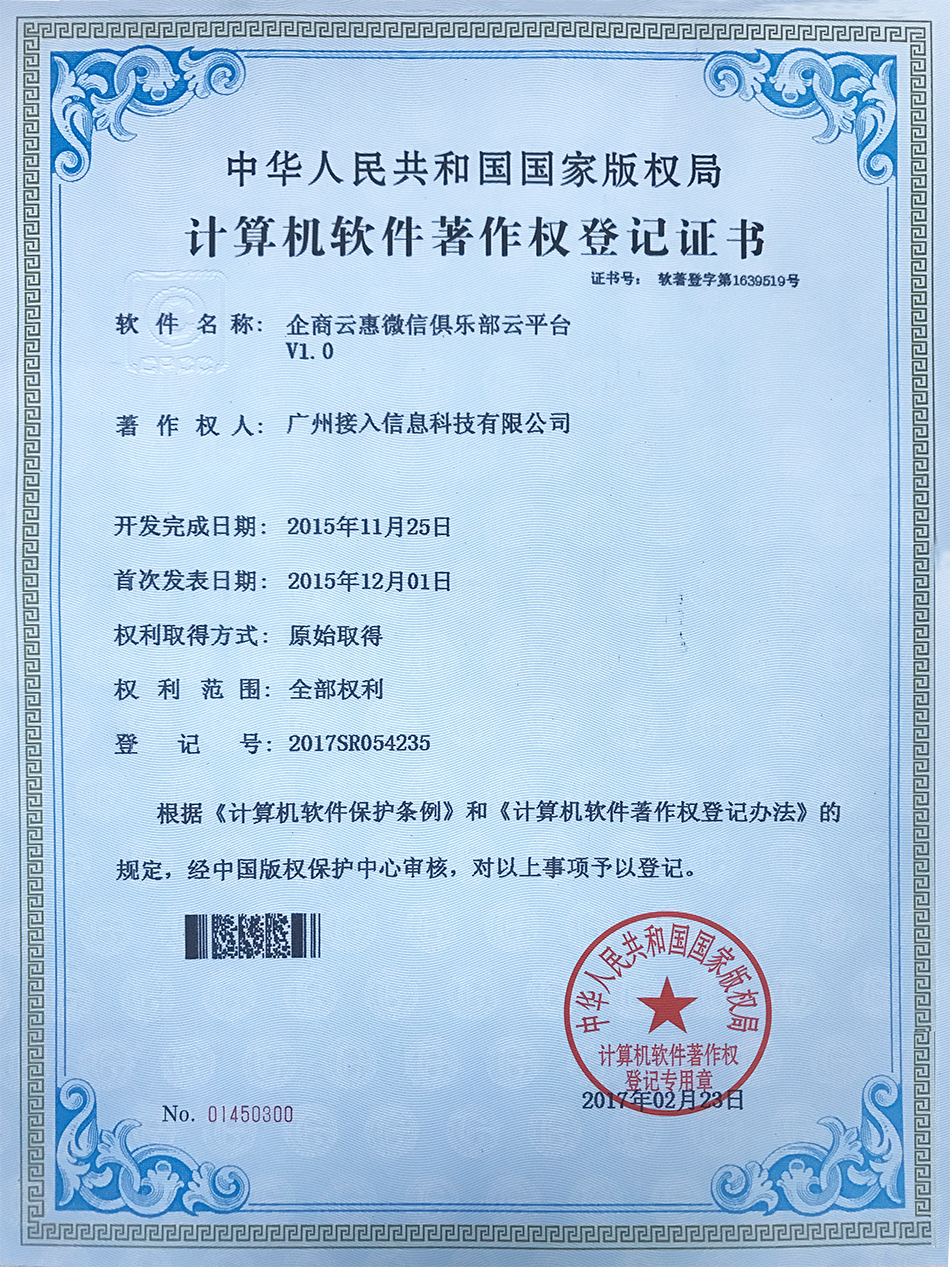 中华人民共和国国家版权局
计算机软件著作权登记证书
证书号： 软著登字第1639519号
软件名称： 企商云惠微信俱乐部云平台
V1.0
著作权人： 广州接入信息科技有限公司
开发完成日期： 2015年11月25日
首次发表日期： 2015年12月01日
权利取得方式： 原始取得
权利范围： 全部权利
登记号： 2017SR054235
根据《计算机软件保护条例》和《计算机软件著作权登记办法》的
规定，经中国版权保护中心审核，对以上事项予以登记。
中华人民共和国国家版权局
计算机软件著作权
登记专用章
2017年02月23日
No. 01450300